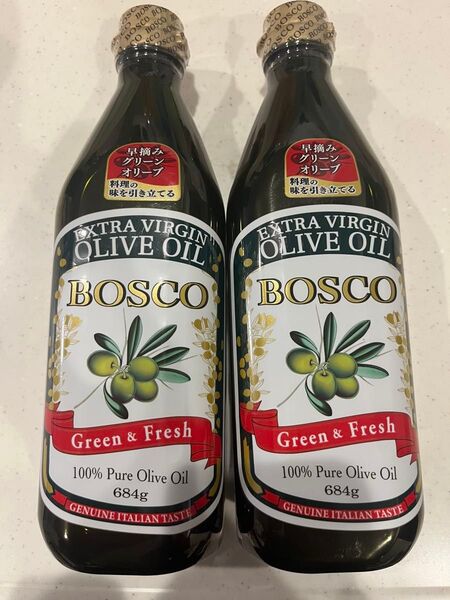 BOSCO BOSCO
早摘み
グリーン
オリーブ
料理の
味を引き立てる
EXTRA VIRGIN
OLIVE OIL
BOSCO
Green & Fresh
100% Pure Olive Oil
684g
GENUINE ITALIAN TASTE
BOSCO BOSCO
早摘み
グリーン
オリーブ
料理の
味を引き立てる
EXTRA VIRGIN
OLIVE OIL
BOSCO
Green & Fresh
100% Pure Olive Oil
684g
GENUINE ITALIAN TASTE